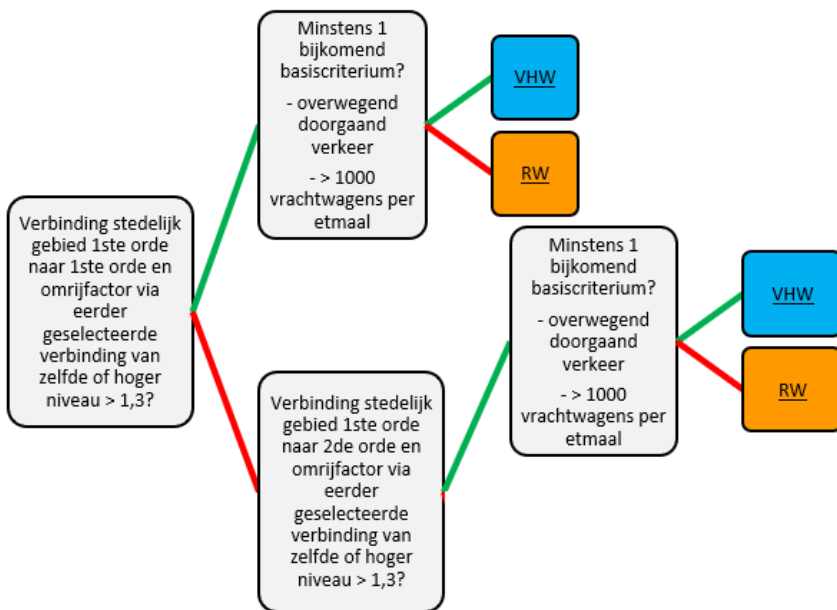 Minstens 1
bijkomend
basiscriterium?
- overwegend
doorgaand
verkeer
- > 1000
vrachtwagens per
etmaal
VHW
RW
Verbinding stedelijk
gebied 1ste orde
naar 1ste orde en
omrijfactor via
eerder
geselecteerde
verbinding van
zelfde of hoger
niveau > 1,3?
Minstens 1
bijkomend
basiscriterium?
- overwegend
doorgaand
verkeer
- > 1000
vrachtwagens per
etmaal
VHW
RW
Verbinding stedelijk
gebied 1ste orde
naar 2de orde en
omrijfactor via
eerder
geselecteerde
verbinding van
zelfde of hoger
niveau > 1,3?